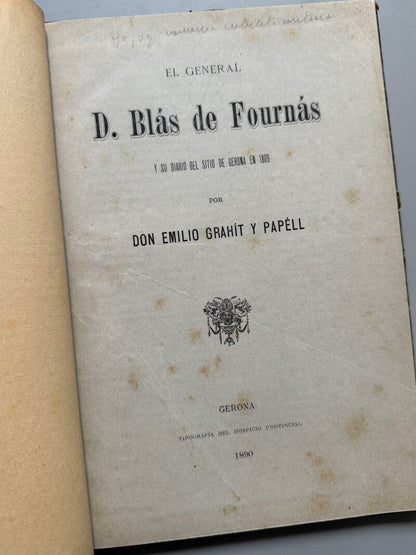 EL GENERAL
D. Blás de Fournás
Y SU DIARIO DEL SITIO DE GERONA EN 1809
POR
DON EMILIO GRAHÍT Y PAPÉLL
GERONA
TIPOGRAFÍA DEL HOSPICIO PROVINCIAL
1890